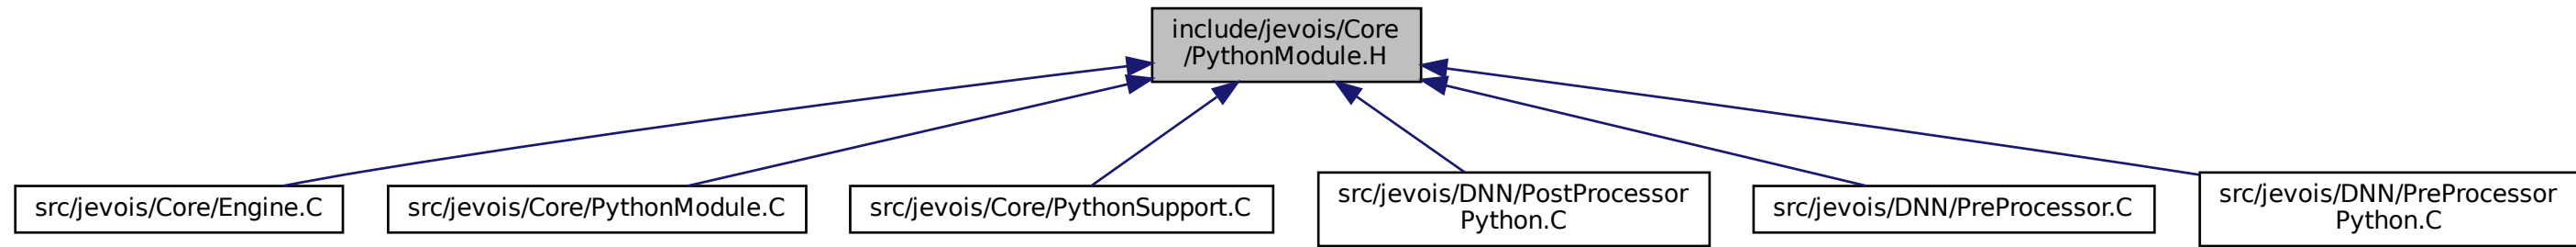 include/jevois/Core
/PythonModule.H
src/jevois/Core/Engine.C
src/jevois/Core/PythonModule.C
src/jevois/Core/PythonSupport.C
src/jevois/DNN/PostProcessor
Python.C
src/jevois/DNN/PreProcessor.C
src/jevois/DNN/PreProcessor
Python.C